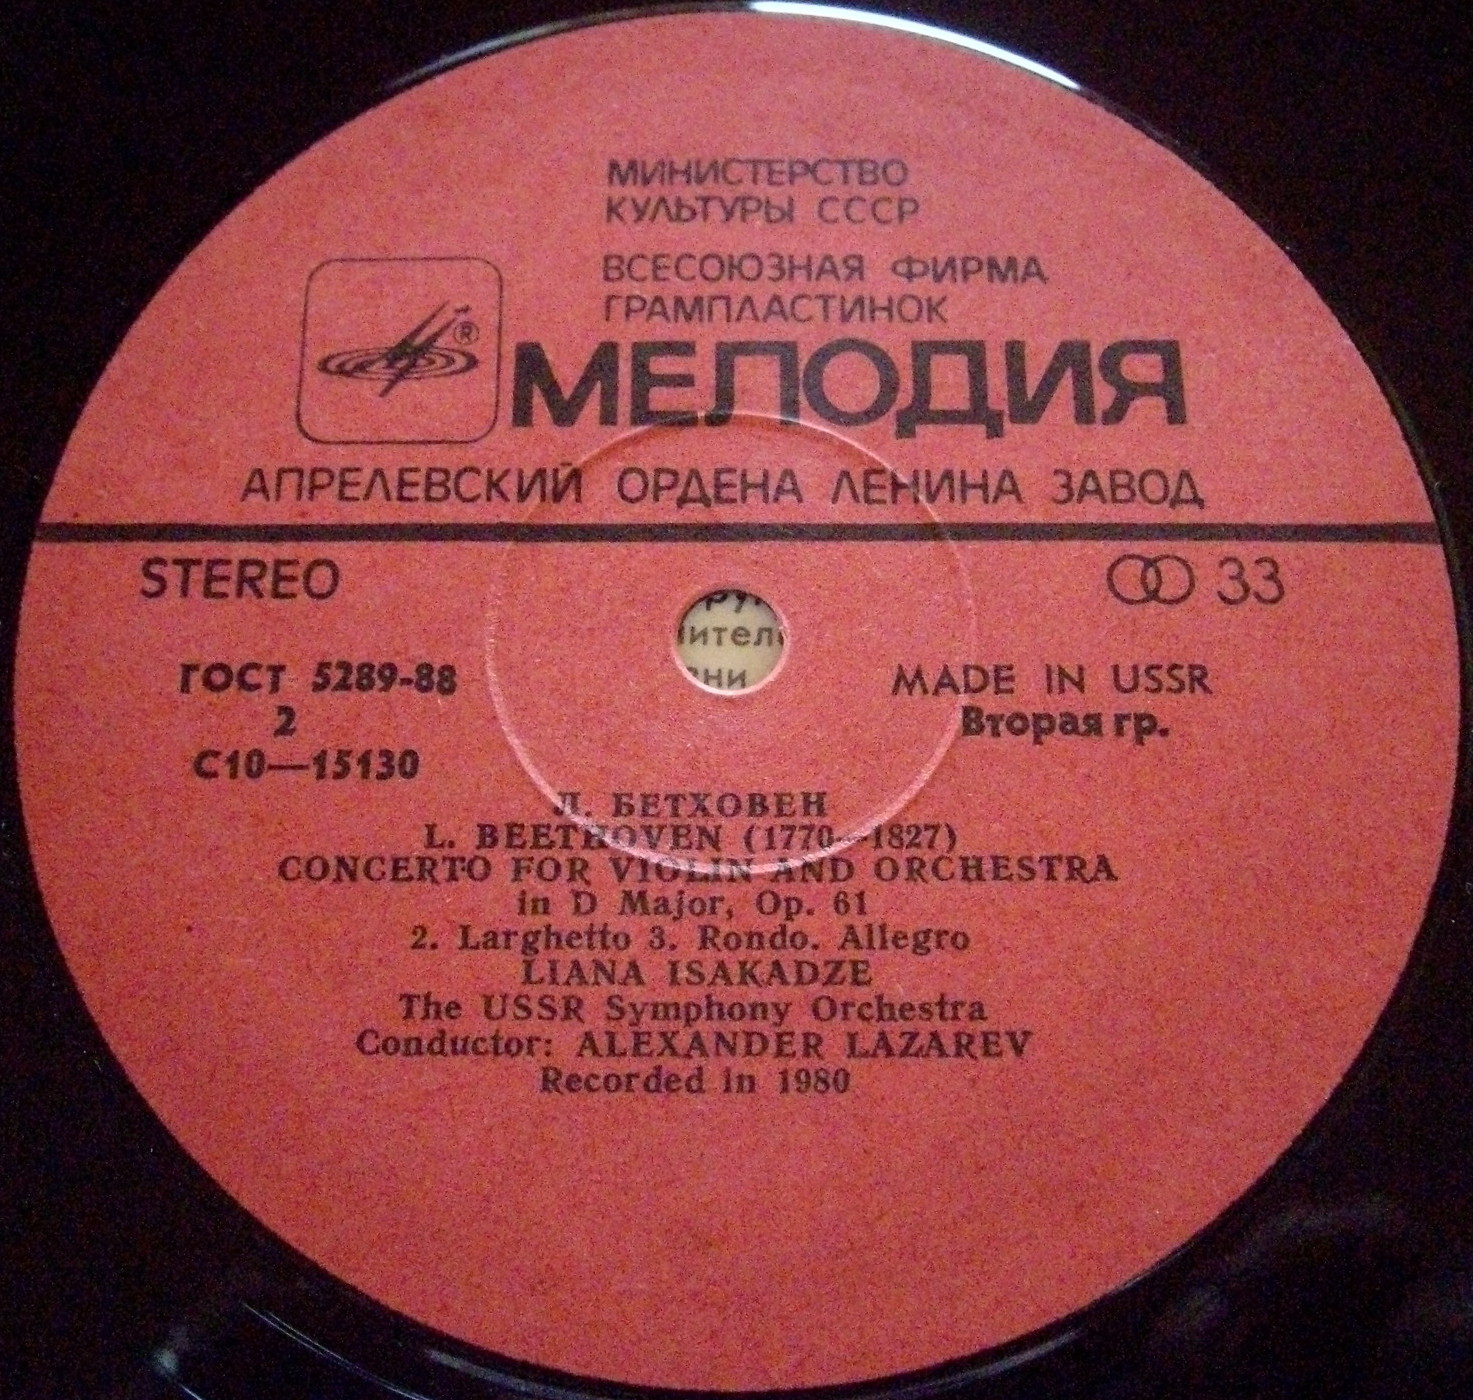 МИНИСТЕРСТВО
КУЛЬТУРЫ СССР
ВСЕСОЮЗНАЯ ФИРМА
ГРАМПЛАСТИНОК
®
МЕЛОДИЯ
АПРЕЛЕВСКИЙ ОРДЕНА ЛЕНИНА ЗАВОД
STEREO
33
ГОСТ 5289-88
MADE IN USSR
2
Вторая гр.
С10—15130
Л. БЕТХОВЕН
L. BEETHOVEN (1770—1827)
CONCERTO FOR VIOLIN AND ORCHESTRA
in D Major, Op. 61
2. Larghetto 3. Rondo. Allegro
LIANA ISAKADZE
The USSR Symphony Orchestra
Conductor: ALEXANDER LAZAREV
Recorded in 1980